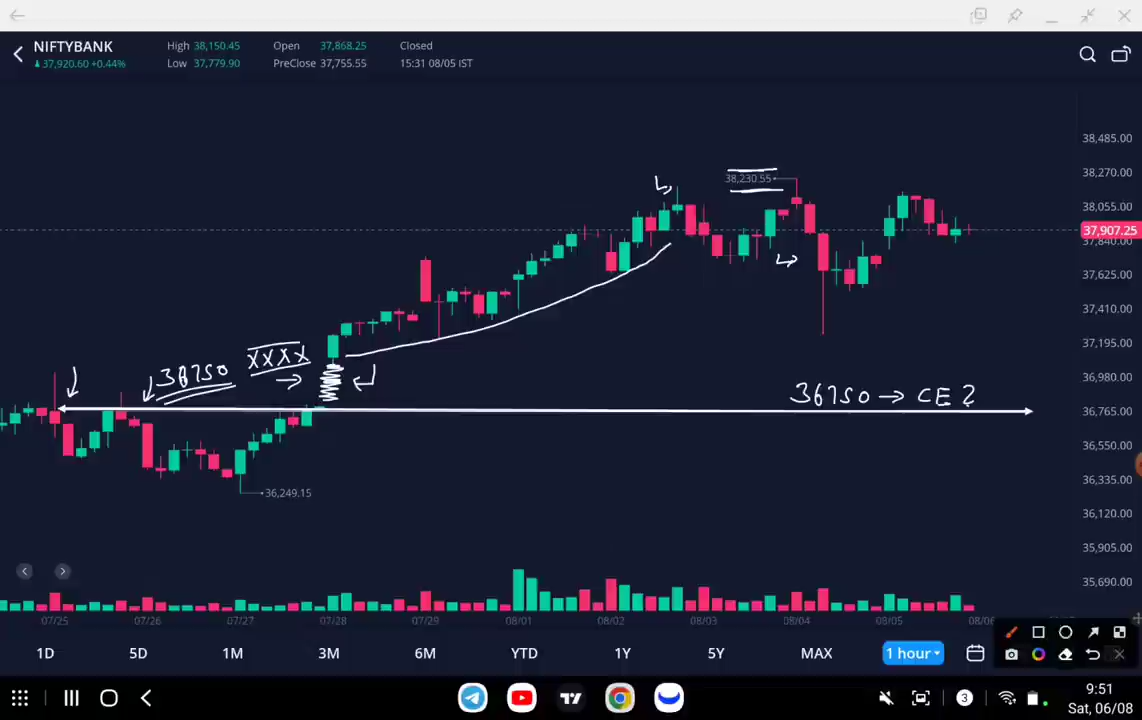 NIFTYBANK
37,920.60 +0.44%
High 38,150.45
Low 37,779.90
Open 37,868.25
PreClose 37,755.55
Closed
15:31 08/05 IST
38,485.00
38,270.00
38,055.00
37,907.25
37,840.00
37,625.00
37,410.00
37,195.00
36,980.00
36,765.00
36,550.00
36,335.00
36,120.00
35,905.00
35,690.00
38,230.55
36750
XXXX
36750 → CE ?
36,249.15
07/25 07/26 07/27 07/28 07/29 08/01 08/02 08/03 08/04 08/05 08/06
1D 5D 1M 3M 6M YTD 1Y 5Y MAX 1 hour
3
9:51
Sat, 06/08